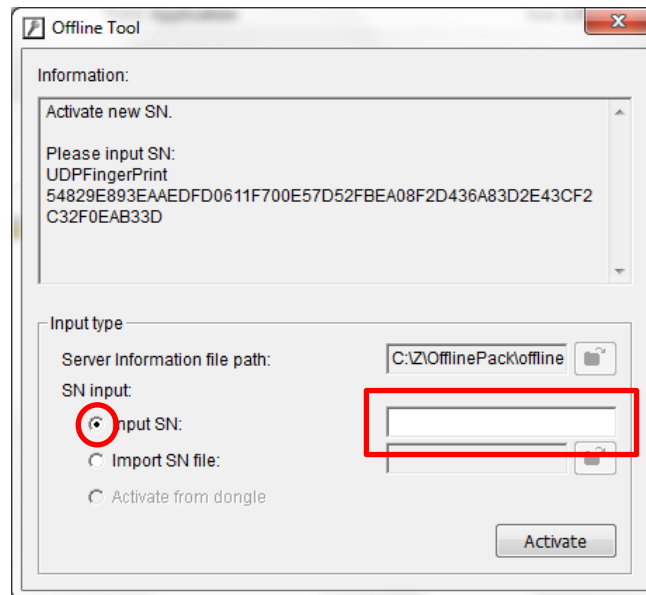 Offline Tool
Information:
Activate new SN.
Please input SN:
UDPFingerPrint
54829E893EAAEDFD0611F700E57D52FBEA08F2D436A83D2E43CF2
C32F0EAB33D
Input type
Server Information file path: C:\Z\OfflinePack\offline
SN input:
Input SN:
Import SN file:
Activate from dongle
Activate